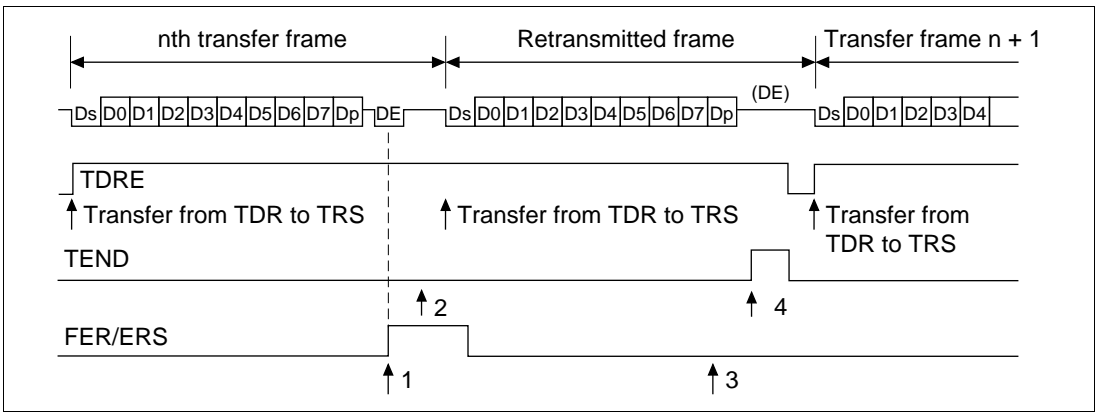 nth transfer frame
Retransmitted frame
Transfer frame n + 1
(DE)
Ds D0 D1 D2 D3 D4 D5 D6 D7 Dp DE
Ds D0 D1 D2 D3 D4 D5 D6 D7 Dp
Ds D0 D1 D2 D3 D4
TDRE
Transfer from TDR to TRS
Transfer from TDR to TRS
Transfer from
TDR to TRS
TEND
2
4
FER/ERS
1
3